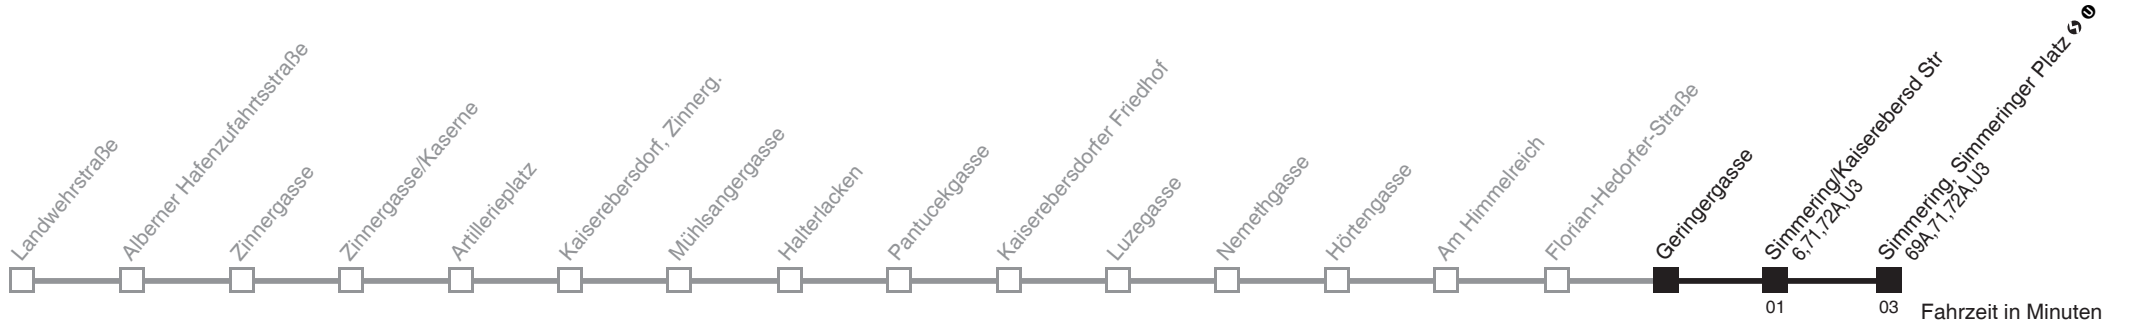 Landwehrstraße
Alberner Hafenzufahrtsstraße
Zinnergasse
Zinnergasse/Kaserne
Artillerieplatz
Kaiserebersdorf, Zinnerg.
Mühlsangergasse
Halterlacken
Pantucekgasse
Kaiserebersdorfer Friedhof
Luzegasse
Nemethgasse
Hörtengasse
Am Himmelreich
Florian-Hedorfer-Straße
Geringergasse
Simmering/Kaiserebersd Str
6,71,72A,U3
Simmering, Simmeringer Platz S U
69A,71,72A,U3
01
03
Fahrzeit in Minuten